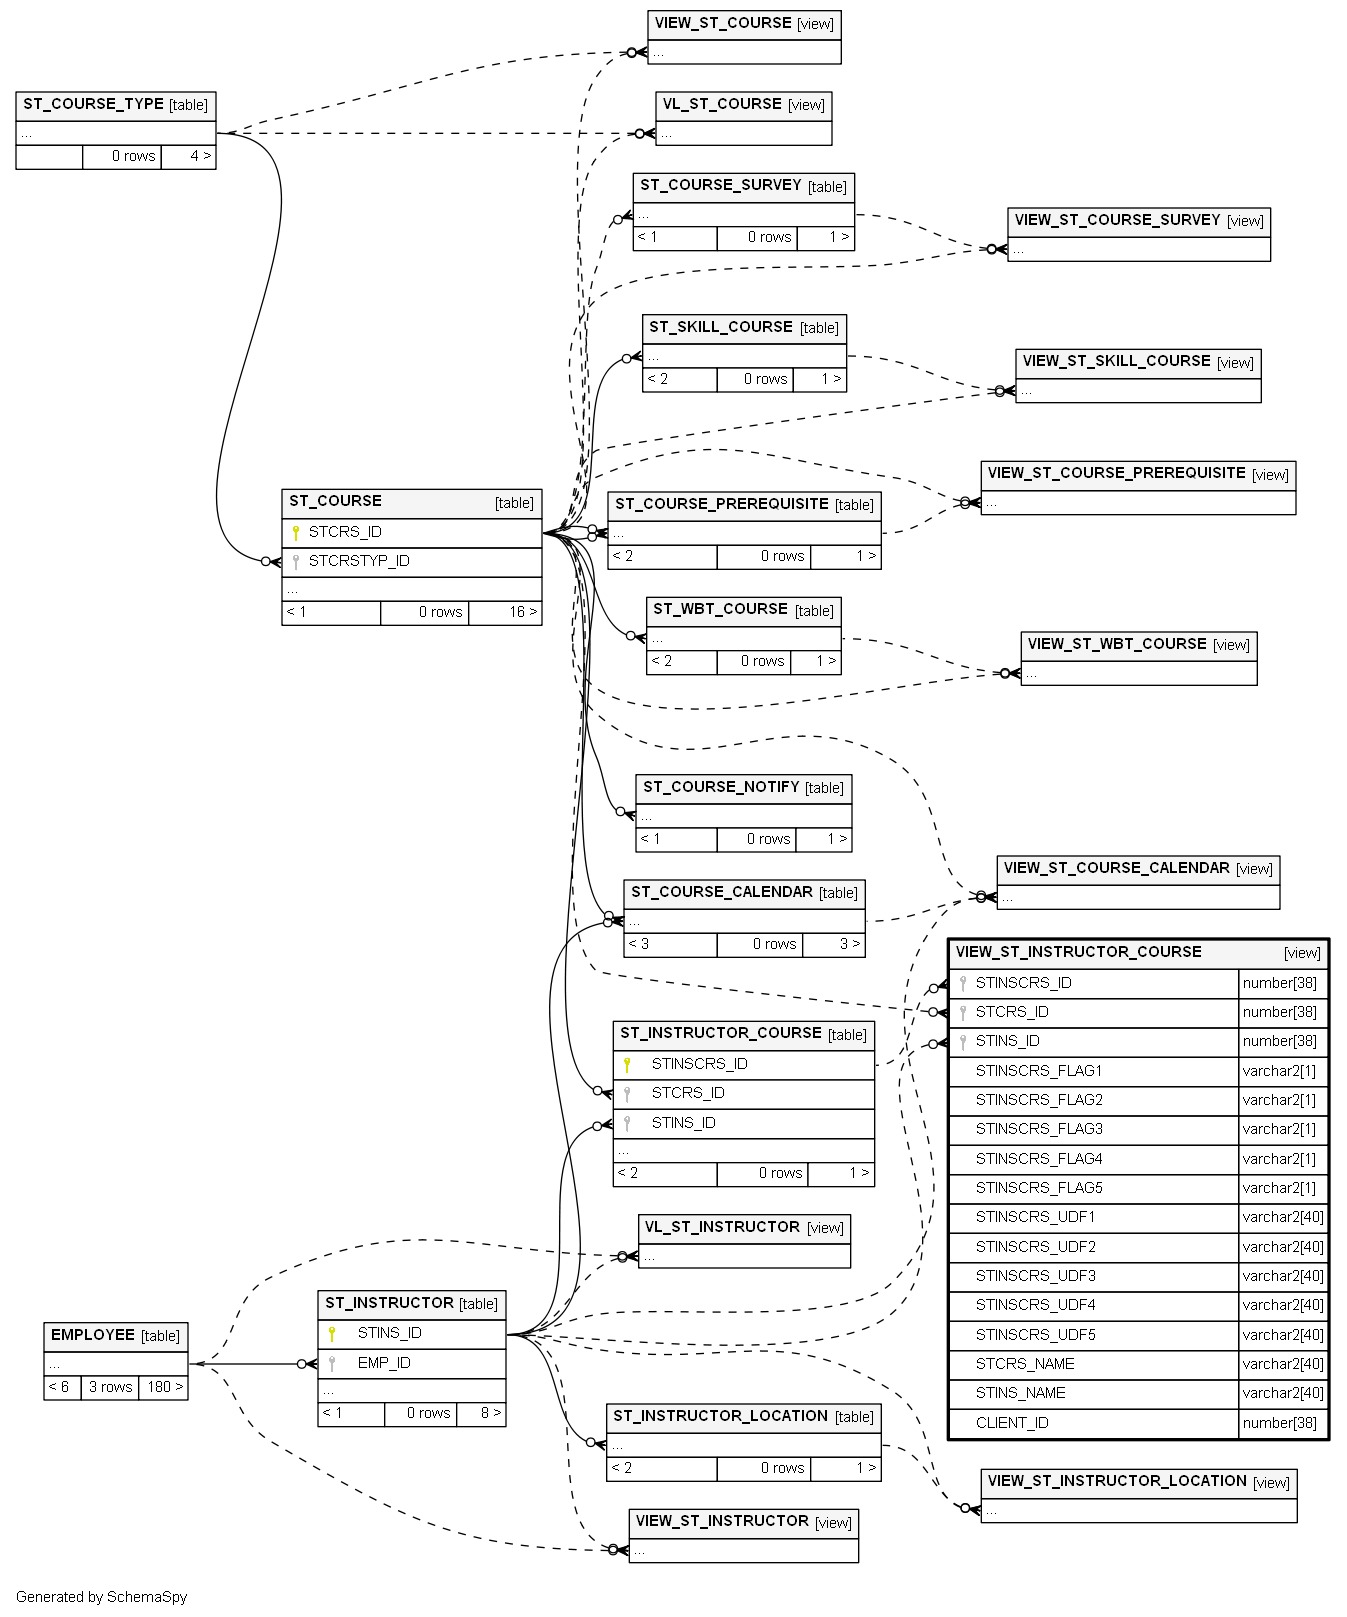 VIEW_ST_COURSE [view]
...
ST_COURSE_TYPE [table]
...
0 rows 4 >
VL_ST_COURSE [view]
...
ST_COURSE_SURVEY [table]
...
< 1 0 rows 1 >
VIEW_ST_COURSE_SURVEY [view]
...
ST_SKILL_COURSE [table]
...
< 2 0 rows 1 >
VIEW_ST_SKILL_COURSE [view]
...
VIEW_ST_COURSE_PREREQUISITE [view]
...
ST_COURSE [table]
STCRS_ID
STCRSTYP_ID
...
< 1 0 rows 16 >
ST_COURSE_PREREQUISITE [table]
...
< 2 0 rows 1 >
ST_WBT_COURSE [table]
...
< 2 0 rows 1 >
VIEW_ST_WBT_COURSE [view]
...
ST_COURSE_NOTIFY [table]
...
< 1 0 rows 1 >
VIEW_ST_COURSE_CALENDAR [view]
...
ST_COURSE_CALENDAR [table]
...
< 3 0 rows 3 >
VIEW_ST_INSTRUCTOR_COURSE [view]
STINSCRS_ID number[38]
STCRS_ID number[38]
STINS_ID number[38]
STINSCRS_FLAG1 varchar2[1]
STINSCRS_FLAG2 varchar2[1]
STINSCRS_FLAG3 varchar2[1]
STINSCRS_FLAG4 varchar2[1]
STINSCRS_FLAG5 varchar2[1]
STINSCRS_UDF1 varchar2[40]
STINSCRS_UDF2 varchar2[40]
STINSCRS_UDF3 varchar2[40]
STINSCRS_UDF4 varchar2[40]
STINSCRS_UDF5 varchar2[40]
STCRS_NAME varchar2[40]
STINS_NAME varchar2[40]
CLIENT_ID number[38]
ST_INSTRUCTOR_COURSE [table]
STINSCRS_ID
STCRS_ID
STINS_ID
...
< 2 0 rows 1 >
VL_ST_INSTRUCTOR [view]
...
ST_INSTRUCTOR [table]
STINS_ID
EMP_ID
...
< 1 0 rows 8 >
EMPLOYEE [table]
...
< 6 3 rows 180 >
ST_INSTRUCTOR_LOCATION [table]
...
< 2 0 rows 1 >
VIEW_ST_INSTRUCTOR_LOCATION [view]
...
VIEW_ST_INSTRUCTOR [view]
...
Generated by SchemaSpy